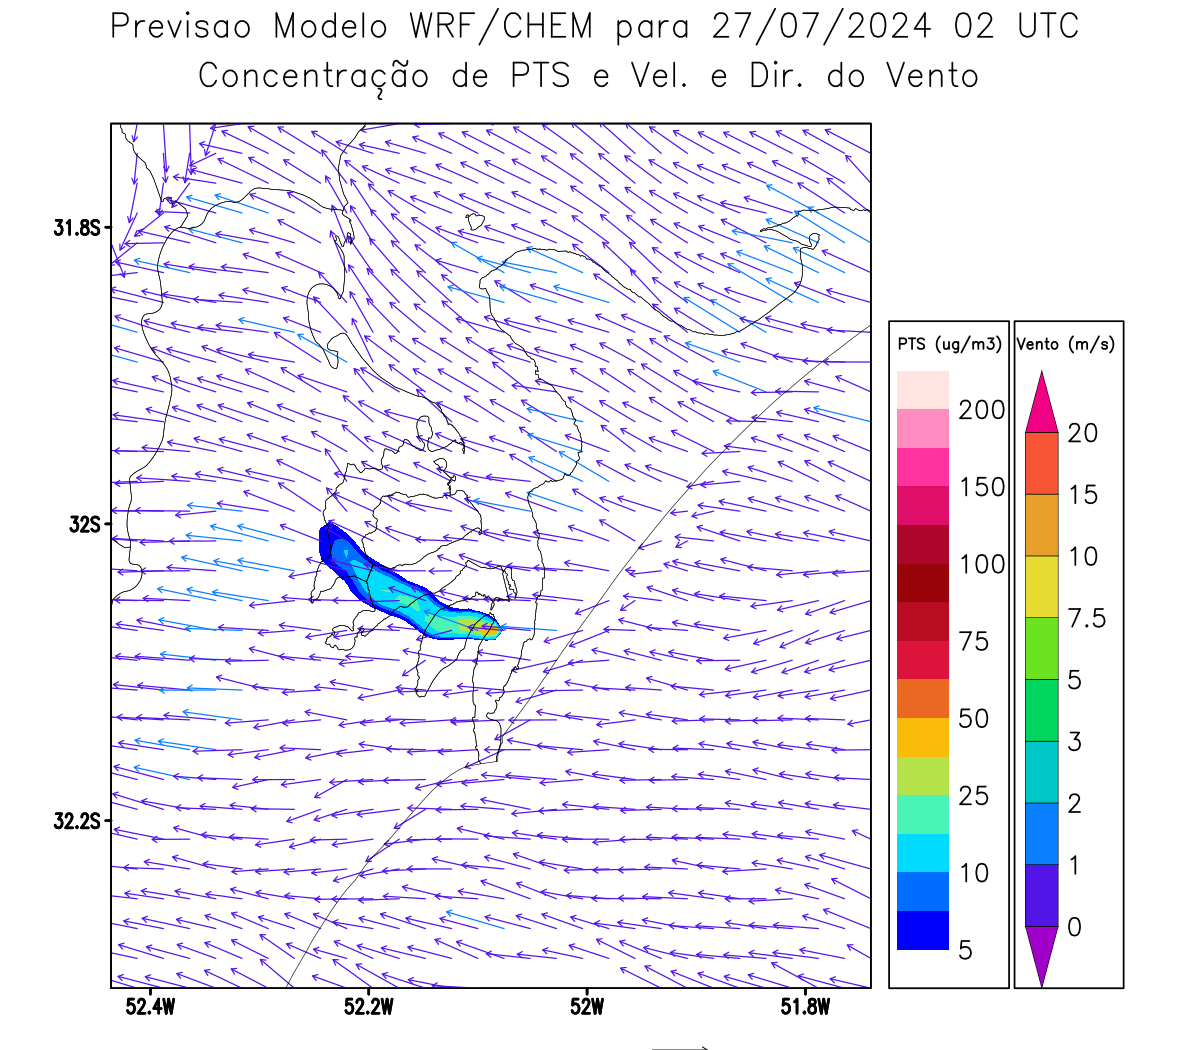 Previsao Modelo WRF/CHEM para 27/07/2024 02 UTC
Concentração de PTS e Vel. e Dir. do Vento
31.8S
32S
32.2S
52.4W 52.2W 52W 51.8W
PTS (ug/m3)
200
150
100
75
50
25
10
5
Vento (m/s)
20
15
10
7.5
5
3
2
1
0